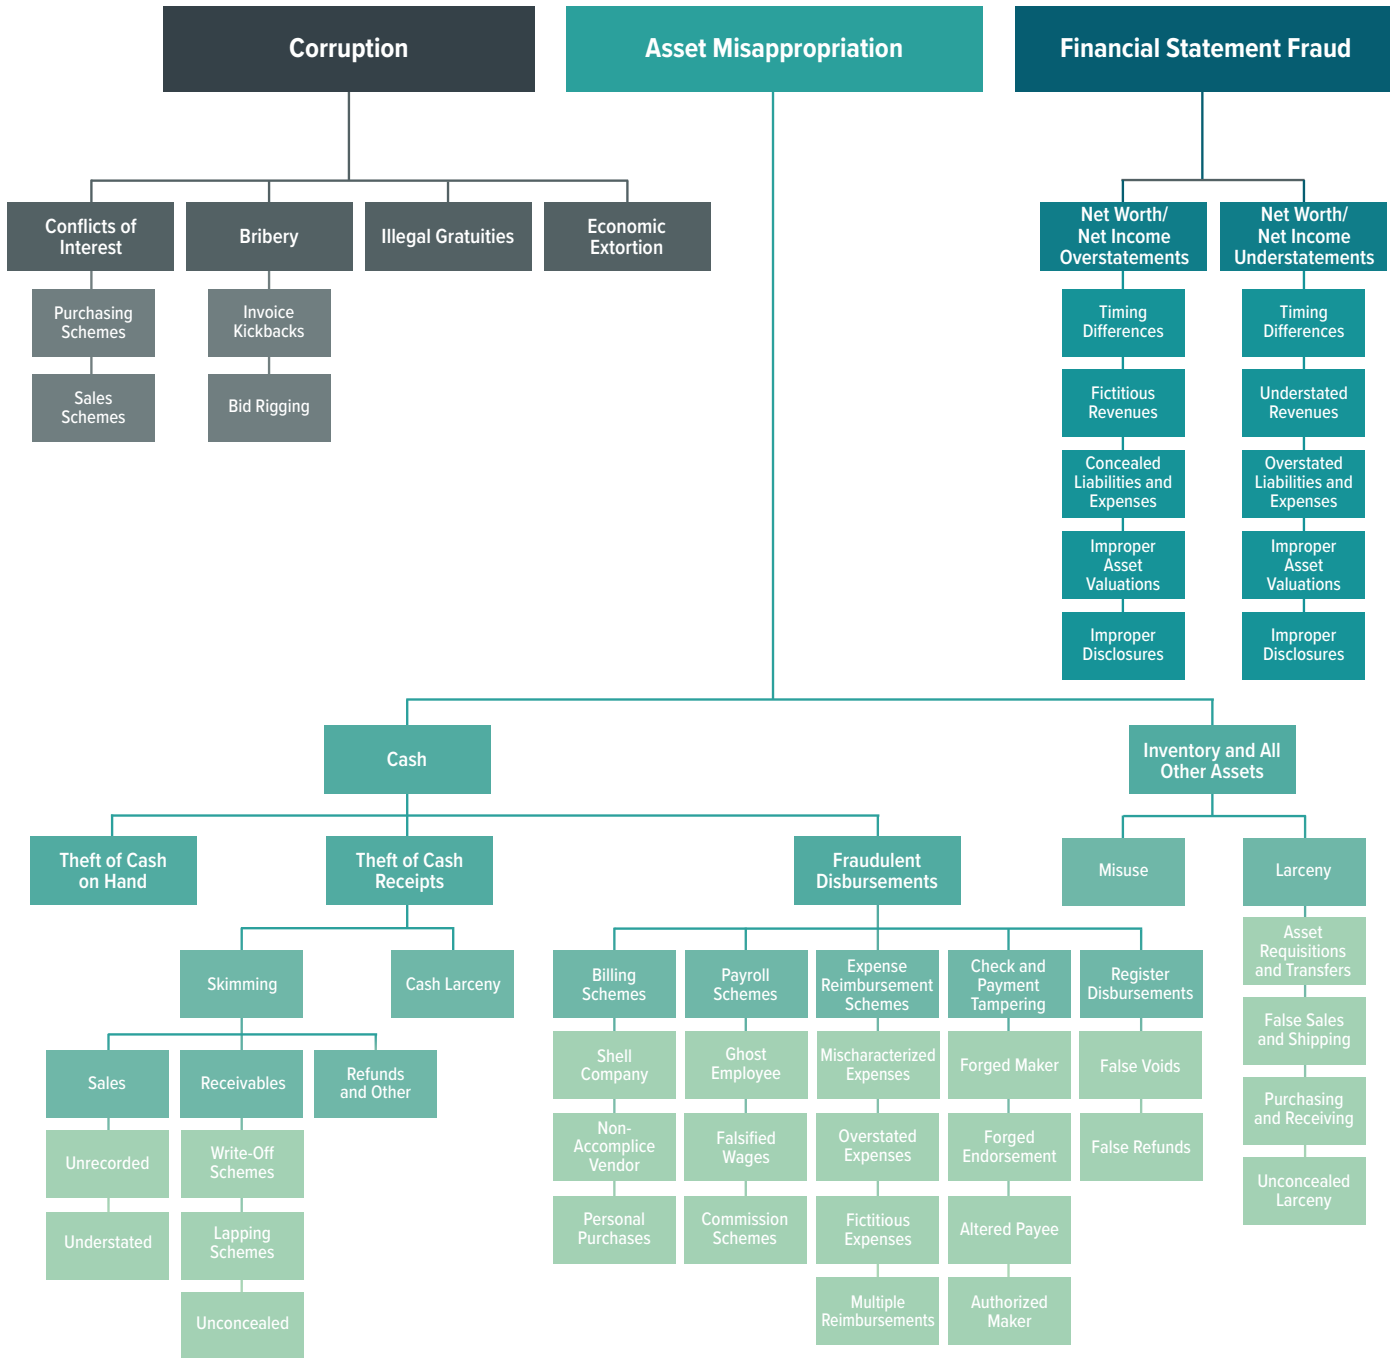 Corruption
Asset Misappropriation
Financial Statement Fraud
Conflicts of
Interest
Bribery
Illegal Gratuities
Economic
Extortion
Purchasing
Schemes
Sales
Schemes
Invoice
Kickbacks
Bid Rigging
Net Worth/
Net Income
Overstatements
Net Worth/
Net Income
Understatements
Timing
Differences
Fictitious
Revenues
Concealed
Liabilities and
Expenses
Improper
Asset
Valuations
Improper
Disclosures
Timing
Differences
Understated
Revenues
Overstated
Liabilities and
Expenses
Improper
Asset
Valuations
Improper
Disclosures
Cash
Inventory and All
Other Assets
Theft of Cash
on Hand
Theft of Cash
Receipts
Fraudulent
Disbursements
Misuse
Larceny
Asset
Requisitions
and Transfers
False Sales
and Shipping
Purchasing
and Receiving
Unconcealed
Larceny
Skimming
Cash Larceny
Sales
Receivables
Refunds
and Other
Unrecorded
Understated
Write-Off
Schemes
Lapping
Schemes
Unconcealed
Billing
Schemes
Shell
Company
Non-
Accomplice
Vendor
Personal
Purchases
Payroll
Schemes
Ghost
Employee
Falsified
Wages
Commission
Schemes
Expense
Reimbursement
Schemes
Mischaracterized
Expenses
Overstated
Expenses
Fictitious
Expenses
Multiple
Reimbursements
Check and
Payment
Tampering
Forged Maker
Forged
Endorsement
Altered Payee
Authorized
Maker
Register
Disbursements
False Voids
False Refunds